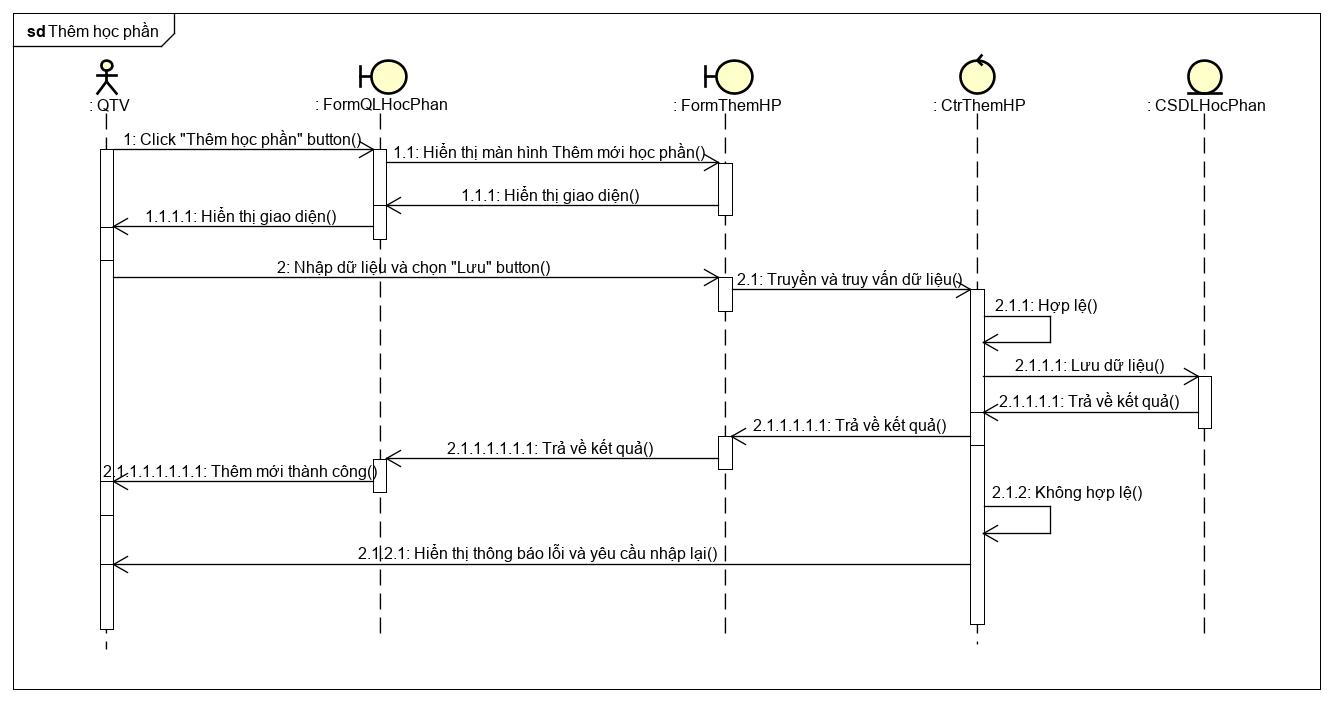 sd Thêm học phần
: QTV
: FormQLHocPhan
: FormThemHP
: CtrThemHP
: CSDLHocPhan
1: Click "Thêm học phần" button()
1.1: Hiển thị màn hình Thêm mới học phần()
1.1.1: Hiển thị giao diện()
1.1.1.1: Hiển thị giao diện()
2: Nhập dữ liệu và chọn "Lưu" button()
2.1: Truyền và truy vấn dữ liệu()
2.1.1: Hợp lệ()
2.1.1.1: Lưu dữ liệu()
2.1.1.1.1: Trả về kết quả()
2.1.1.1.1.1: Trả về kết quả()
2.1.1.1.1.1.1: Trả về kết quả()
2.1.1.1.1.1.1.1: Thêm mới thành công()
2.1.2: Không hợp lệ()
2.1.2.1: Hiển thị thông báo lỗi và yêu cầu nhập lại()